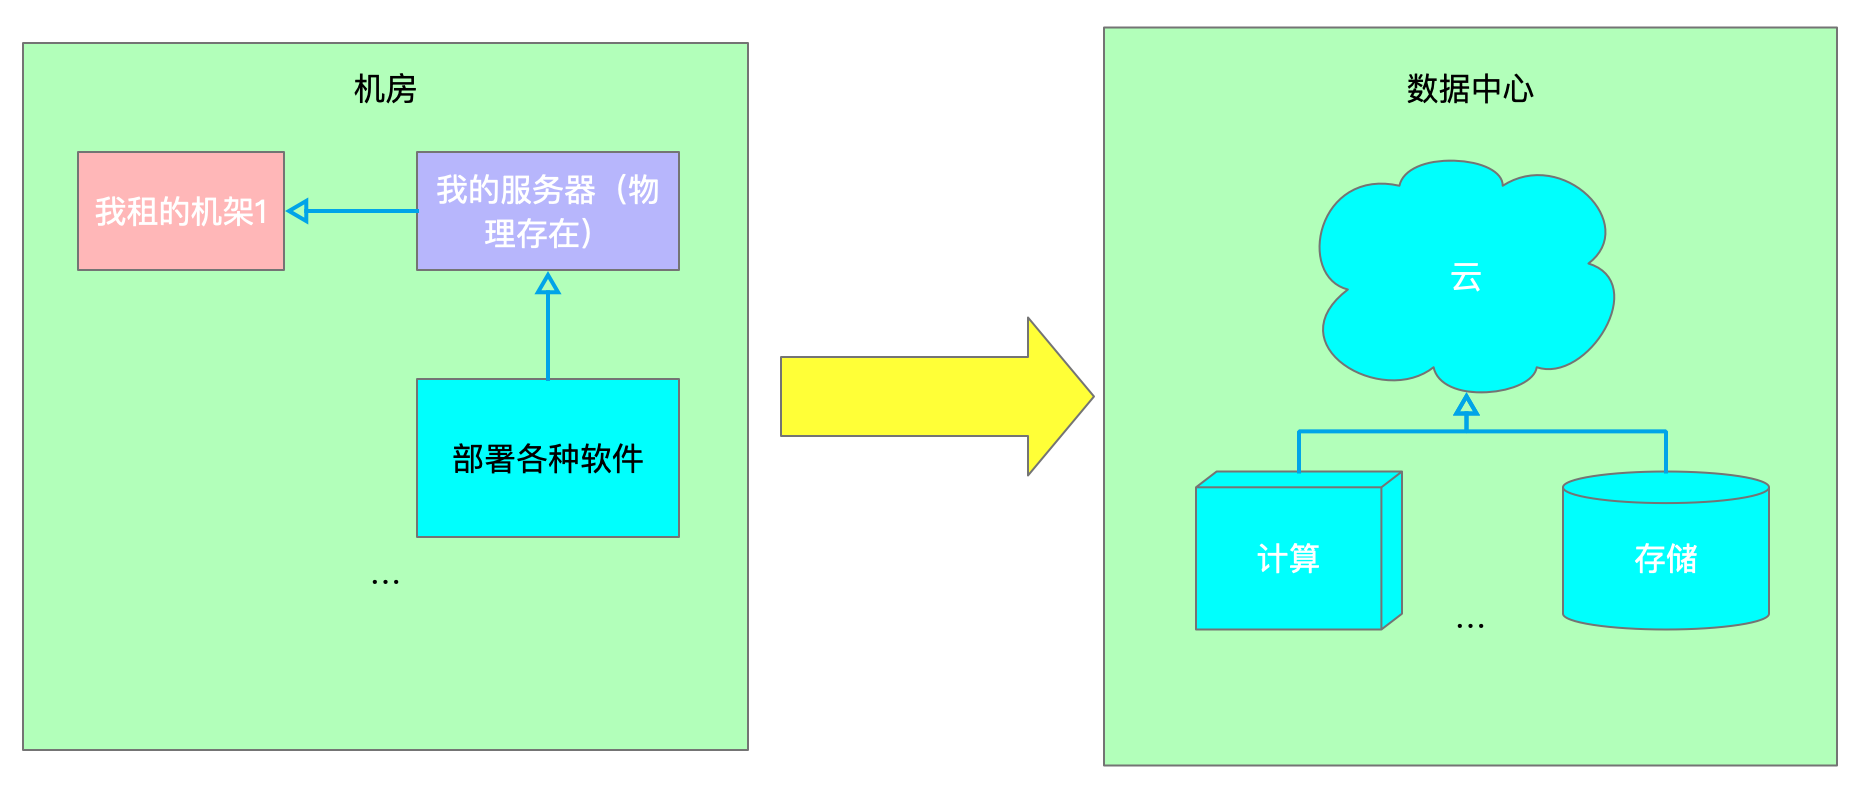 机房
我租的机架1
我的服务器（物
理存在）
部署各种软件
...
数据中心
云
计算
存储
...